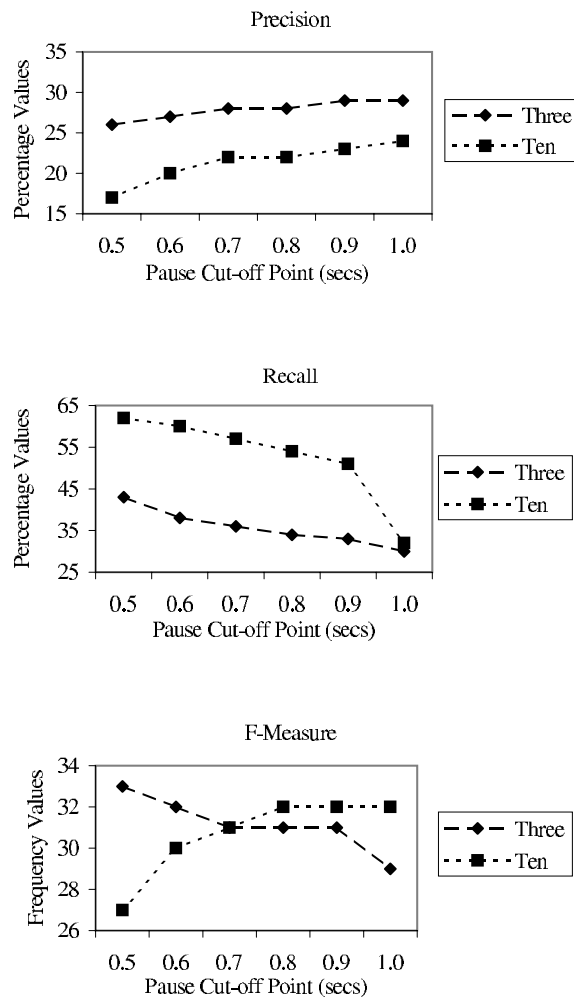 Precision
35
30
25
20
15
Percentage Values
0.5 0.6 0.7 0.8 0.9 1.0
Pause Cut-off Point (secs)
Three
Ten
Recall
65
55
45
35
25
Percentage Values
0.5 0.6 0.7 0.8 0.9 1.0
Pause Cut-off Point (secs)
Three
Ten
F-Measure
34
32
30
28
26
Frequency Values
0.5 0.6 0.7 0.8 0.9 1.0
Pause Cut-off Point (secs)
Three
Ten